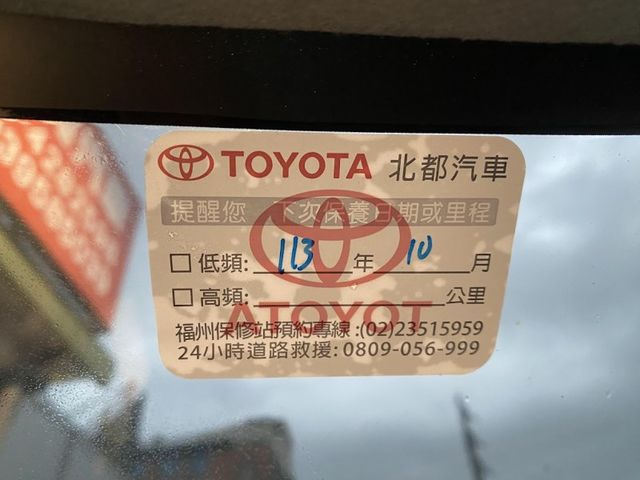 TOYOTA 北都汽車
提醒您 下次保養日期或里程
□ 低頻: 113 年 10 月
□ 高頻: 公里
TOYOTA
福州保修站預約專線:(02)23515959
24小時道路救援:0809-056-999